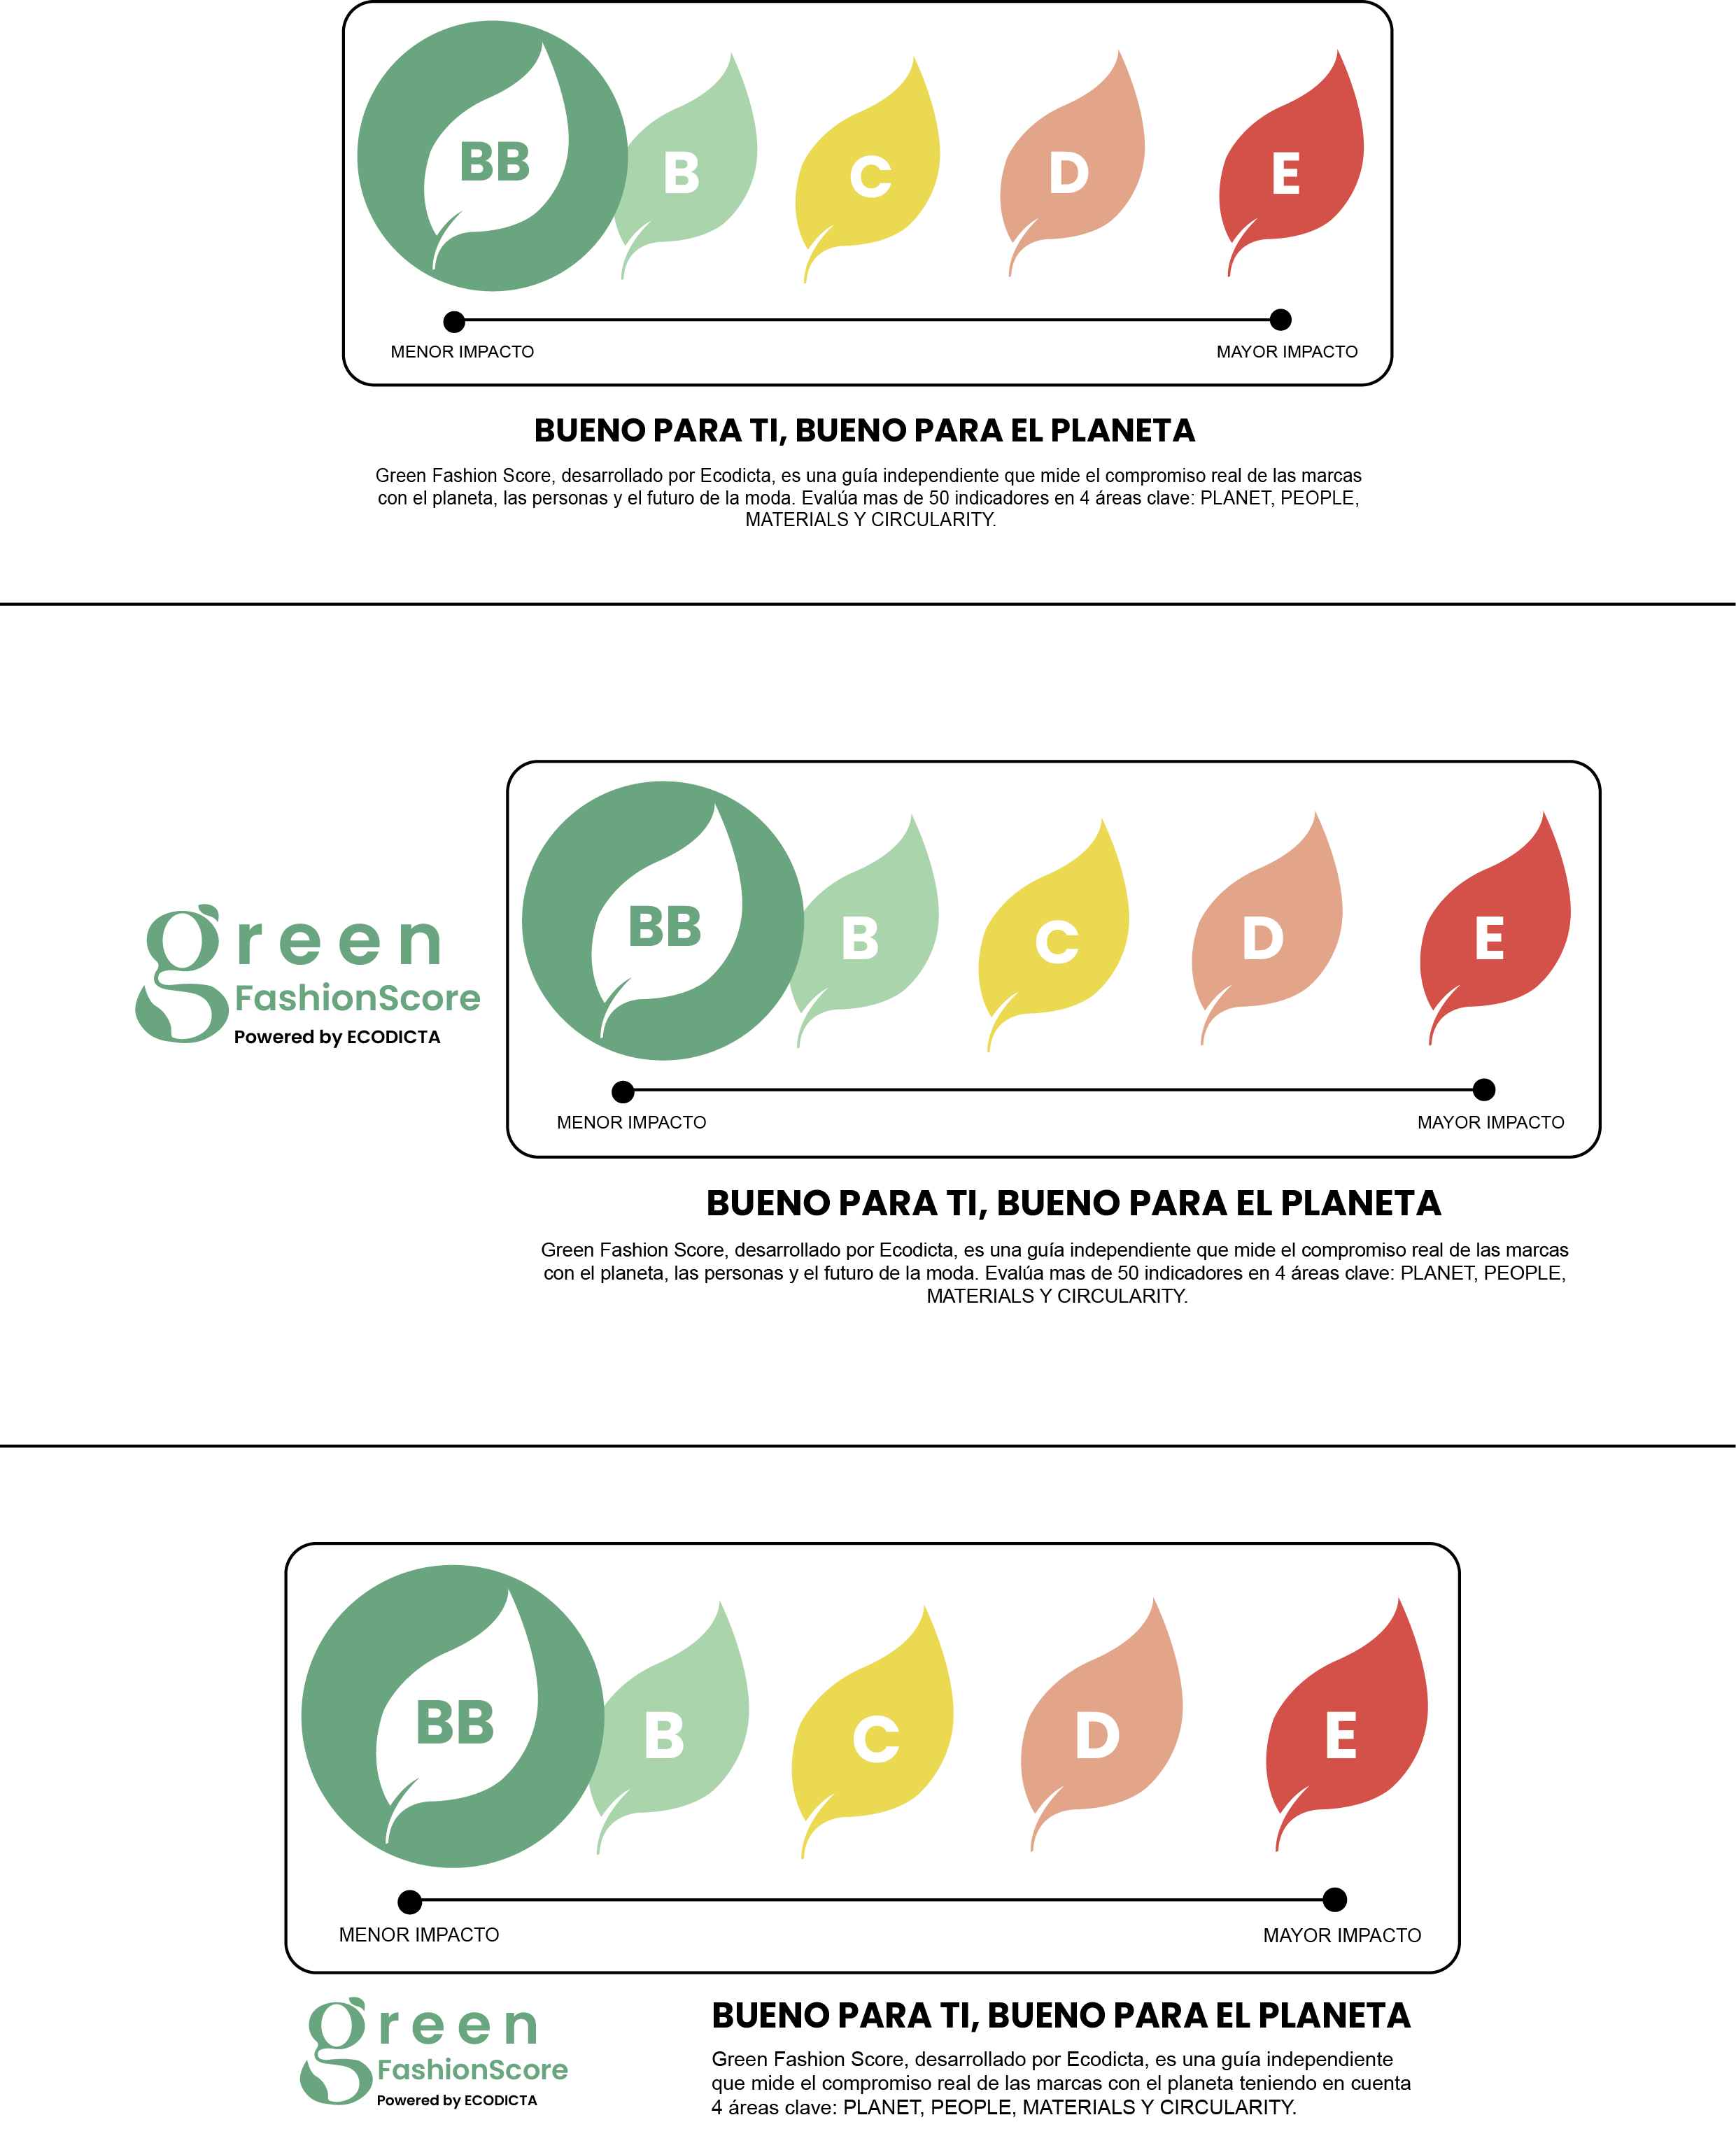 BB B C D E
MENOR IMPACTO MAYOR IMPACTO
BUENO PARA TI, BUENO PARA EL PLANETA
Green Fashion Score, desarrollado por Ecodicta, es una guía independiente que mide el compromiso real de las marcas
con el planeta, las personas y el futuro de la moda. Evalúa mas de 50 indicadores en 4 áreas clave: PLANET, PEOPLE,
MATERIALS Y CIRCULARITY.
green
FashionScore
Powered by ECODICTA
BB B C D E
MENOR IMPACTO MAYOR IMPACTO
BUENO PARA TI, BUENO PARA EL PLANETA
Green Fashion Score, desarrollado por Ecodicta, es una guía independiente que mide el compromiso real de las marcas
con el planeta, las personas y el futuro de la moda. Evalúa mas de 50 indicadores en 4 áreas clave: PLANET, PEOPLE,
MATERIALS Y CIRCULARITY.
BB B C D E
MENOR IMPACTO MAYOR IMPACTO
green
FashionScore
Powered by ECODICTA
BUENO PARA TI, BUENO PARA EL PLANETA
Green Fashion Score, desarrollado por Ecodicta, es una guía independiente
que mide el compromiso real de las marcas con el planeta teniendo en cuenta
4 áreas clave: PLANET, PEOPLE, MATERIALS Y CIRCULARITY.